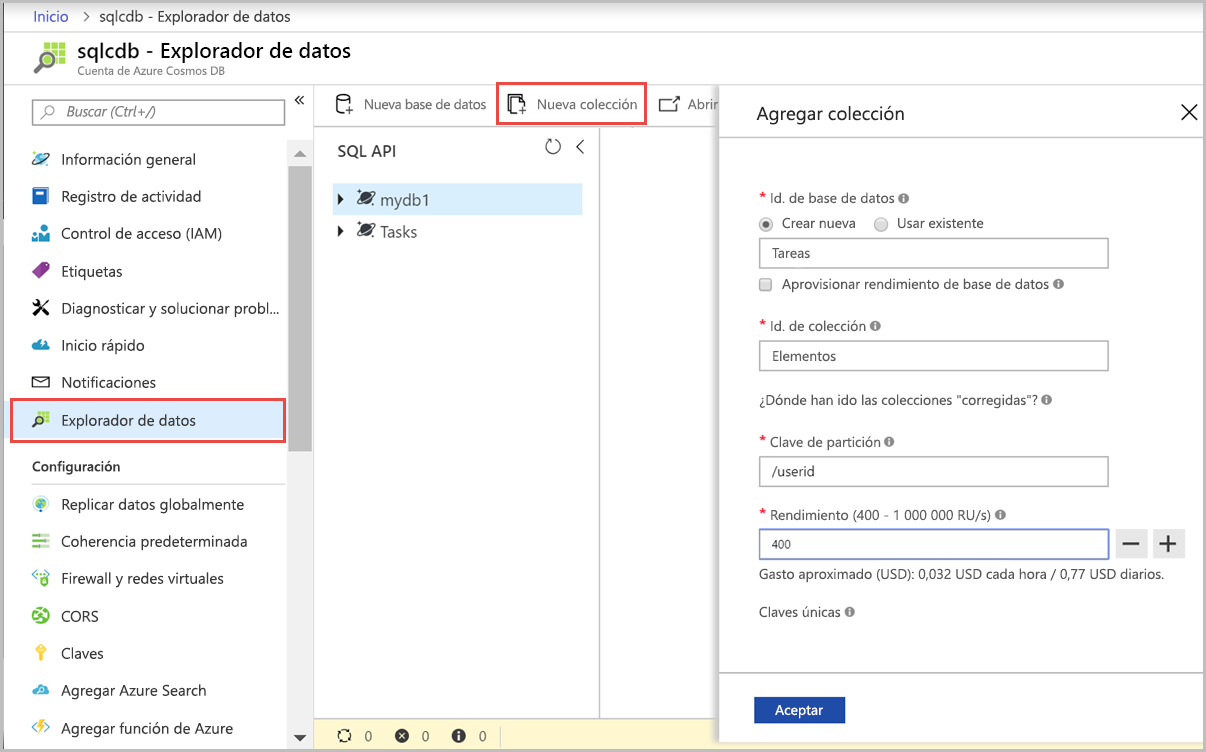 Inicio > sqlcdb - Explorador de datos
sqlcdb - Explorador de datos
Cuenta de Azure Cosmos DB
Buscar (Ctrl+/)
«
Información general
Registro de actividad
Control de acceso (IAM)
Etiquetas
Diagnosticar y solucionar probl...
Inicio rápido
Notificaciones
Explorador de datos
Configuración
Replicar datos globalmente
Coherencia predeterminada
Firewall y redes virtuales
CORS
Claves
Agregar Azure Search
Agregar función de Azure
Nueva base de datos
Nueva colección
Abrir
SQL API
mydb1
Tasks
0 0 0
Agregar colección
* Id. de base de datos
Crear nueva Usar existente
Tareas
Aprovisionar rendimiento de base de datos
* Id. de colección
Elementos
¿Dónde han ido las colecciones "corregidas"?
* Clave de partición
/userid
* Rendimiento (400 - 1 000 000 RU/s)
400
Gasto aproximado (USD): 0,032 USD cada hora / 0,77 USD diarios.
Claves únicas
Aceptar